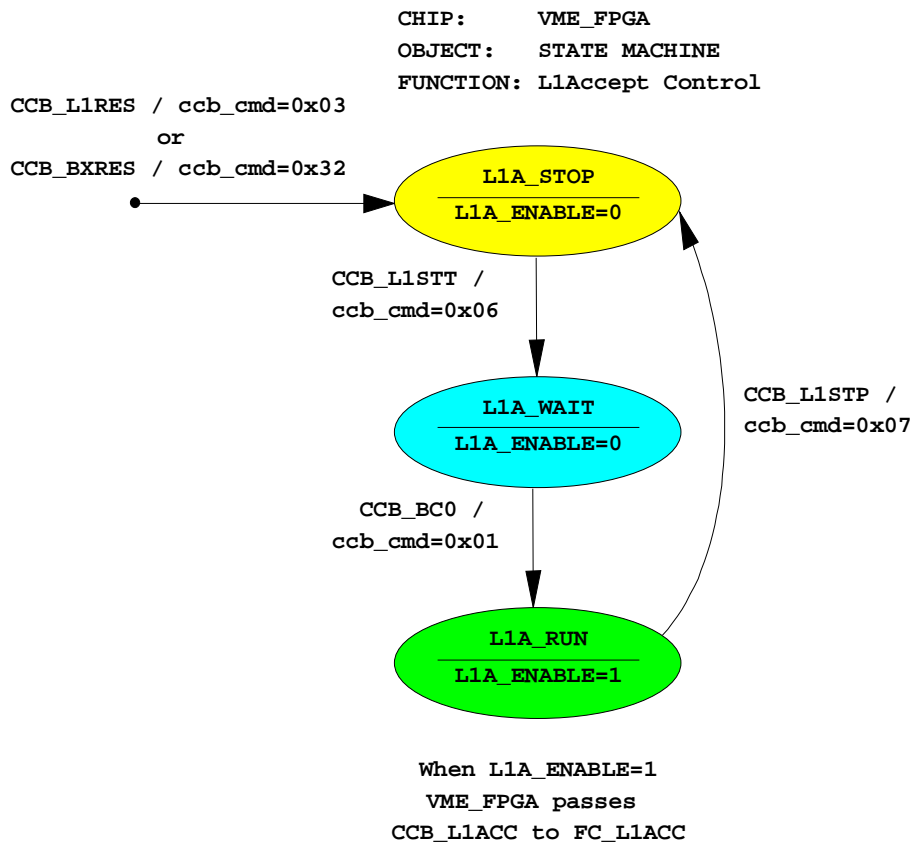 CHIP: VME_FPGA
OBJECT: STATE MACHINE
FUNCTION: L1Accept Control
CCB_L1RES / ccb_cmd=0x03
or
CCB_BXRES / ccb_cmd=0x32
L1A_STOP
L1A_ENABLE=0
CCB_L1STT /
ccb_cmd=0x06
L1A_WAIT
L1A_ENABLE=0
CCB_L1STP /
ccb_cmd=0x07
CCB_BC0 /
ccb_cmd=0x01
L1A_RUN
L1A_ENABLE=1
When L1A_ENABLE=1
VME_FPGA passes
CCB_L1ACC to FC_L1ACC